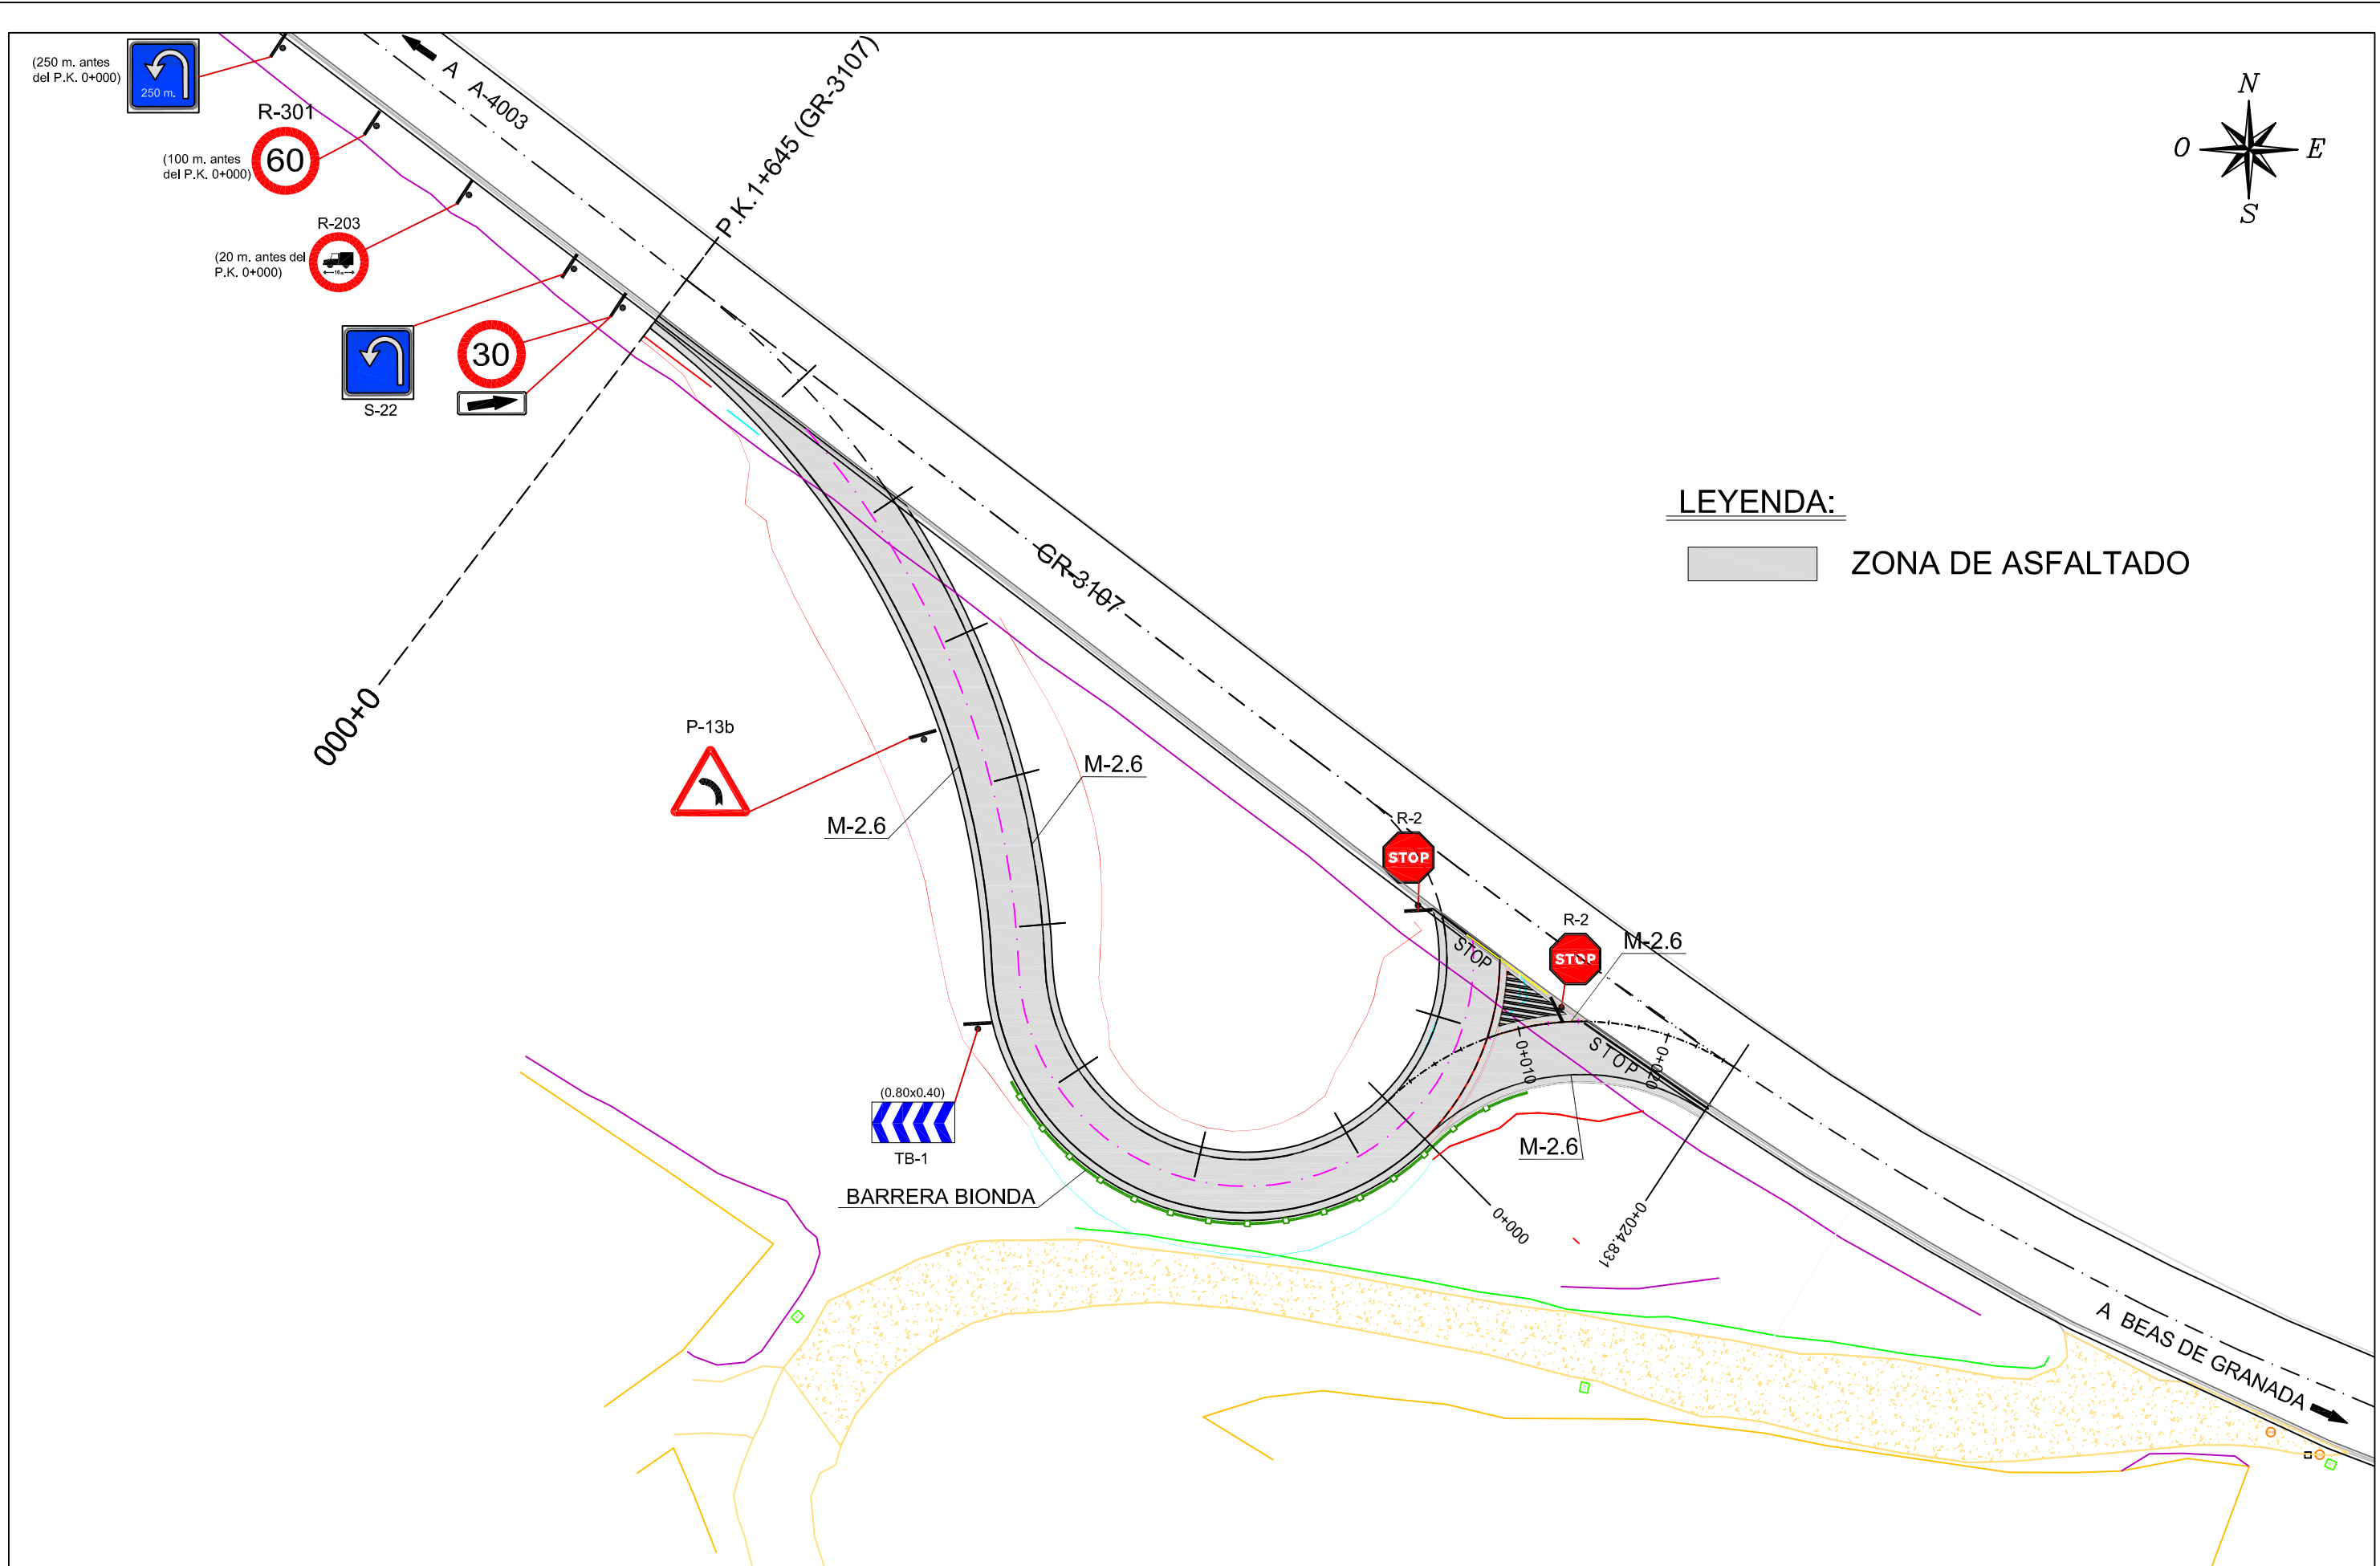 (250 m. antes
del P.K. 0+000)
250 m.
A A-4003
P.K.1+645 (GR-3107)
N
O
E
S
R-301
(100 m. antes
del P.K. 0+000)
60
R-203
(20 m. antes del
P.K. 0+000)
S-22
30
LEYENDA:
ZONA DE ASFALTADO
GR-3107
000+0
P-13b
M-2.6
M-2.6
R-2
STOP
R-2
STOP
M-2.6
STOP
STOP
0+010
0+020
(0.80x0.40)
TB-1
BARRERA BIONDA
M-2.6
0+000
0+024.831
A BEAS DE GRANADA